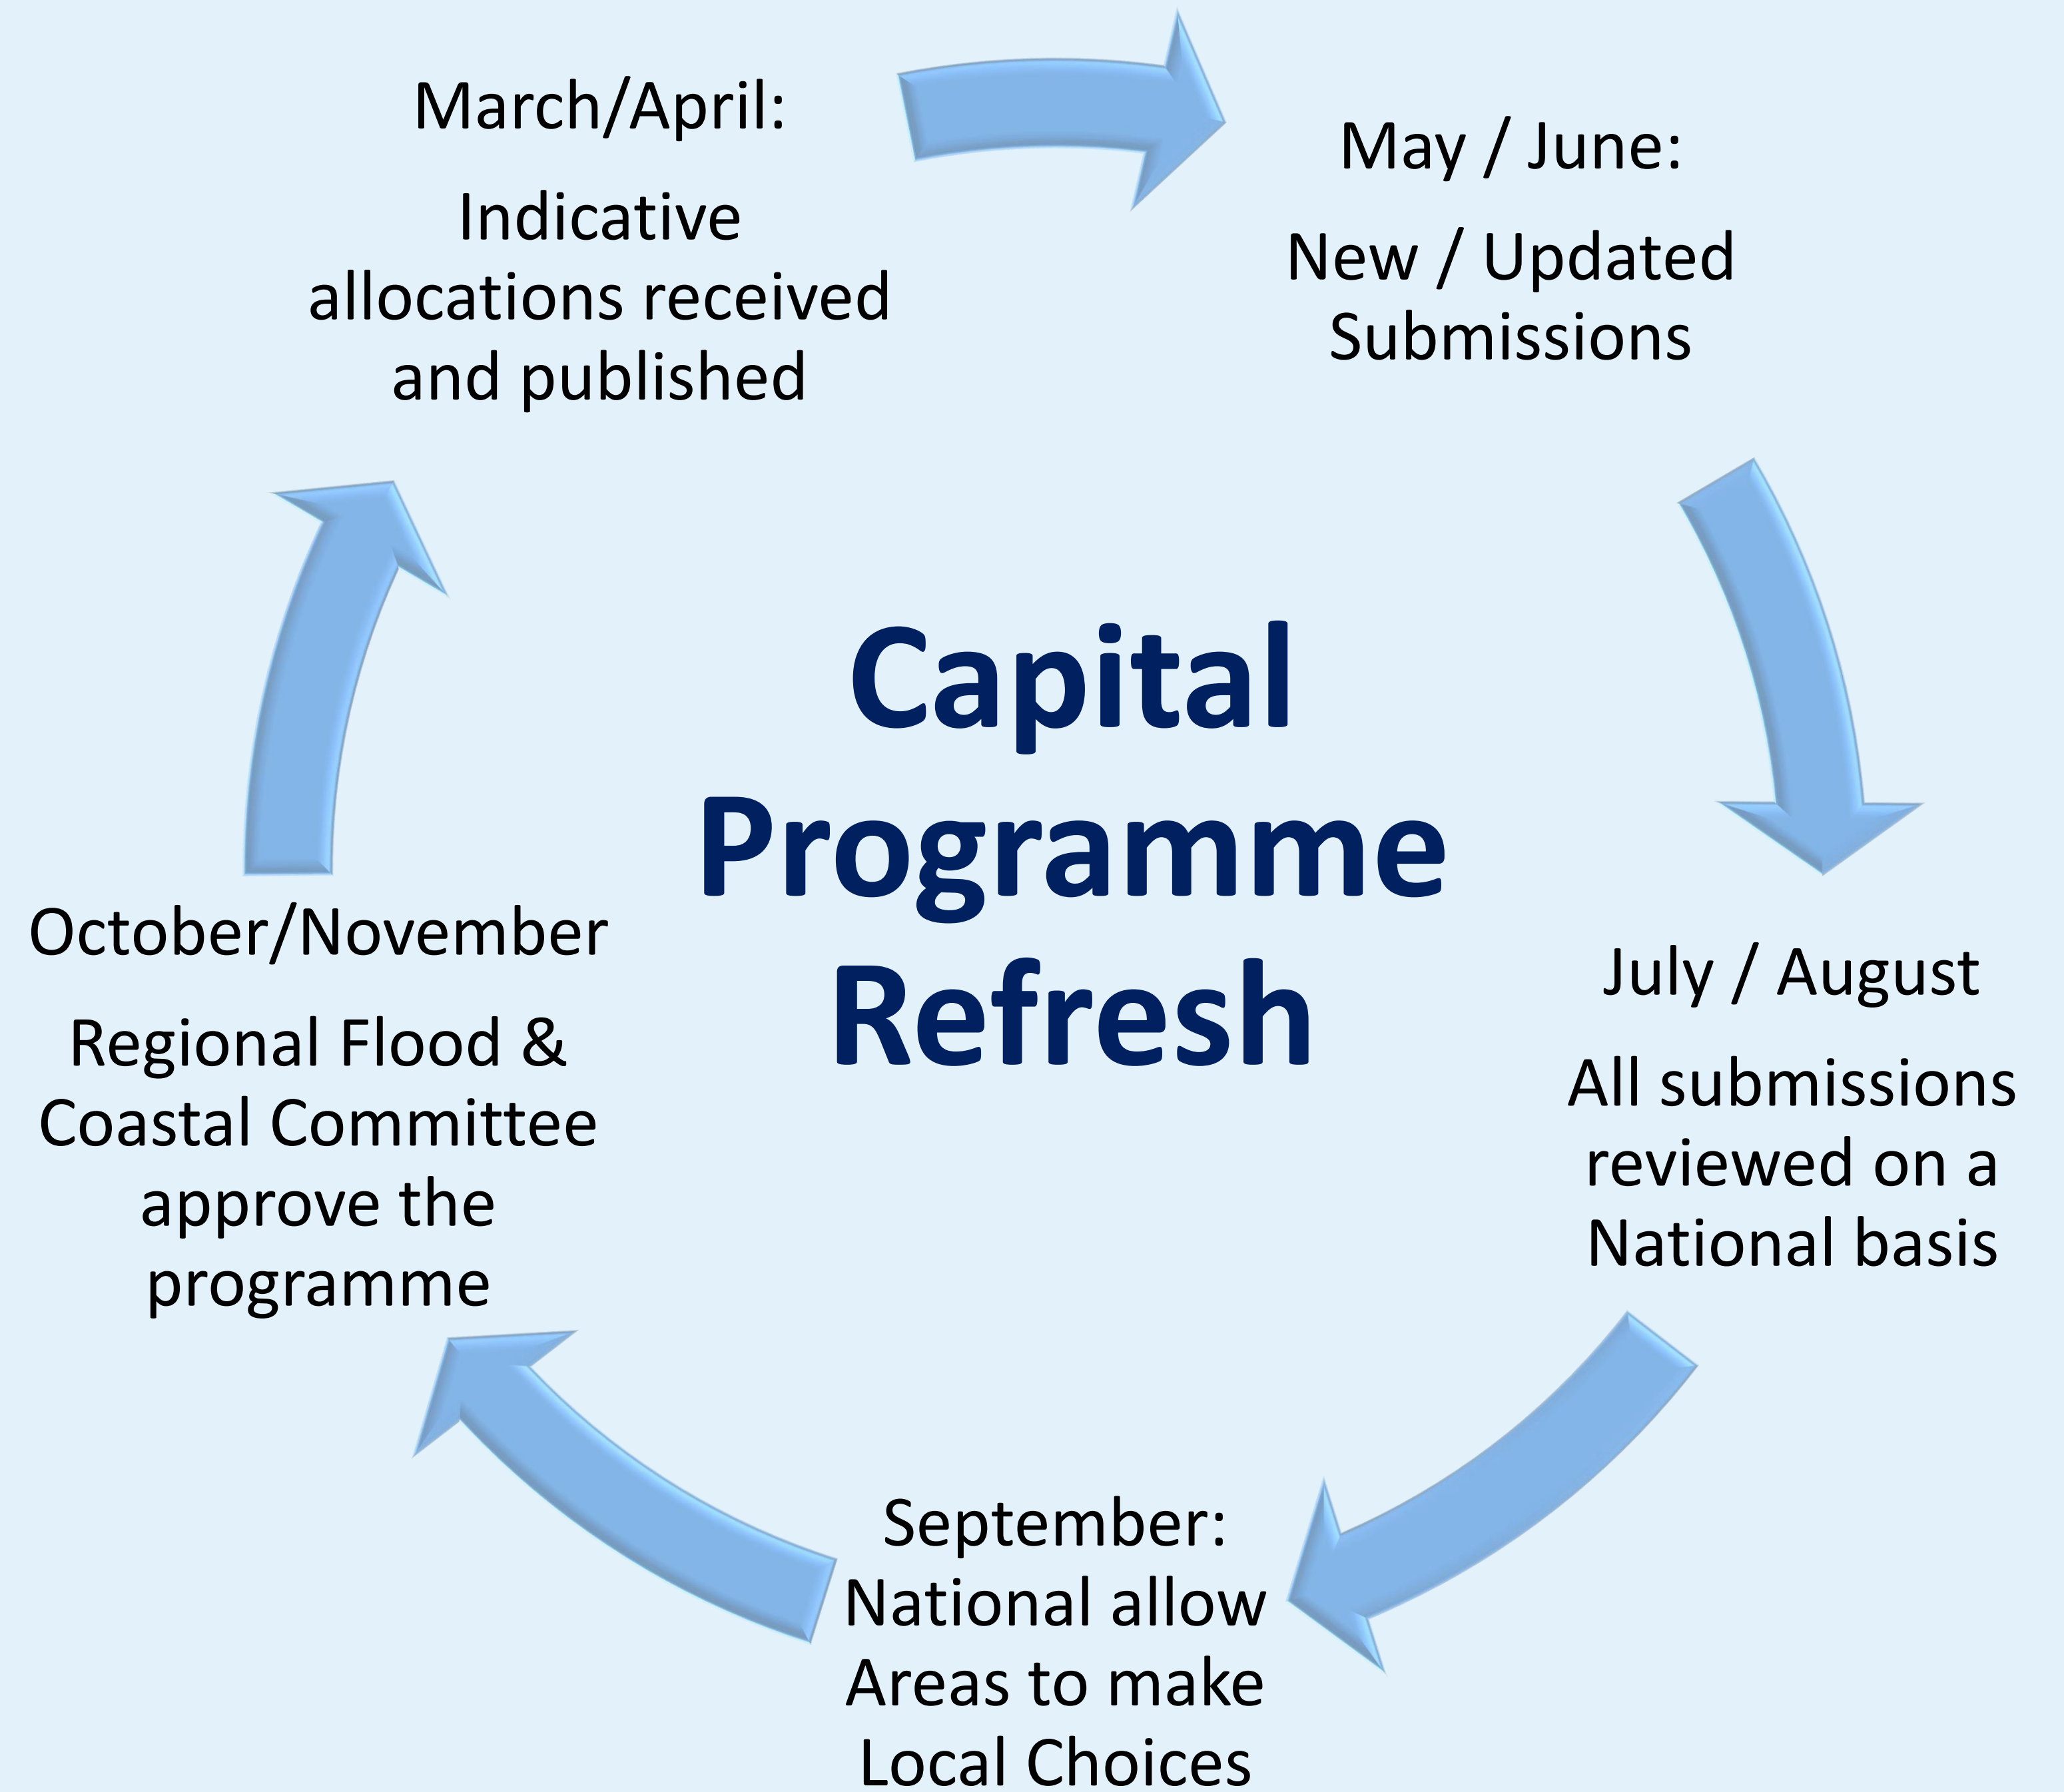 March/April:
Indicative
allocations received
and published
May / June:
New / Updated
Submissions
Capital
Programme
Refresh
July / August
All submissions
reviewed on a
National basis
September:
National allow
Areas to make
Local Choices
October/November
Regional Flood &
Coastal Committee
approve the
programme